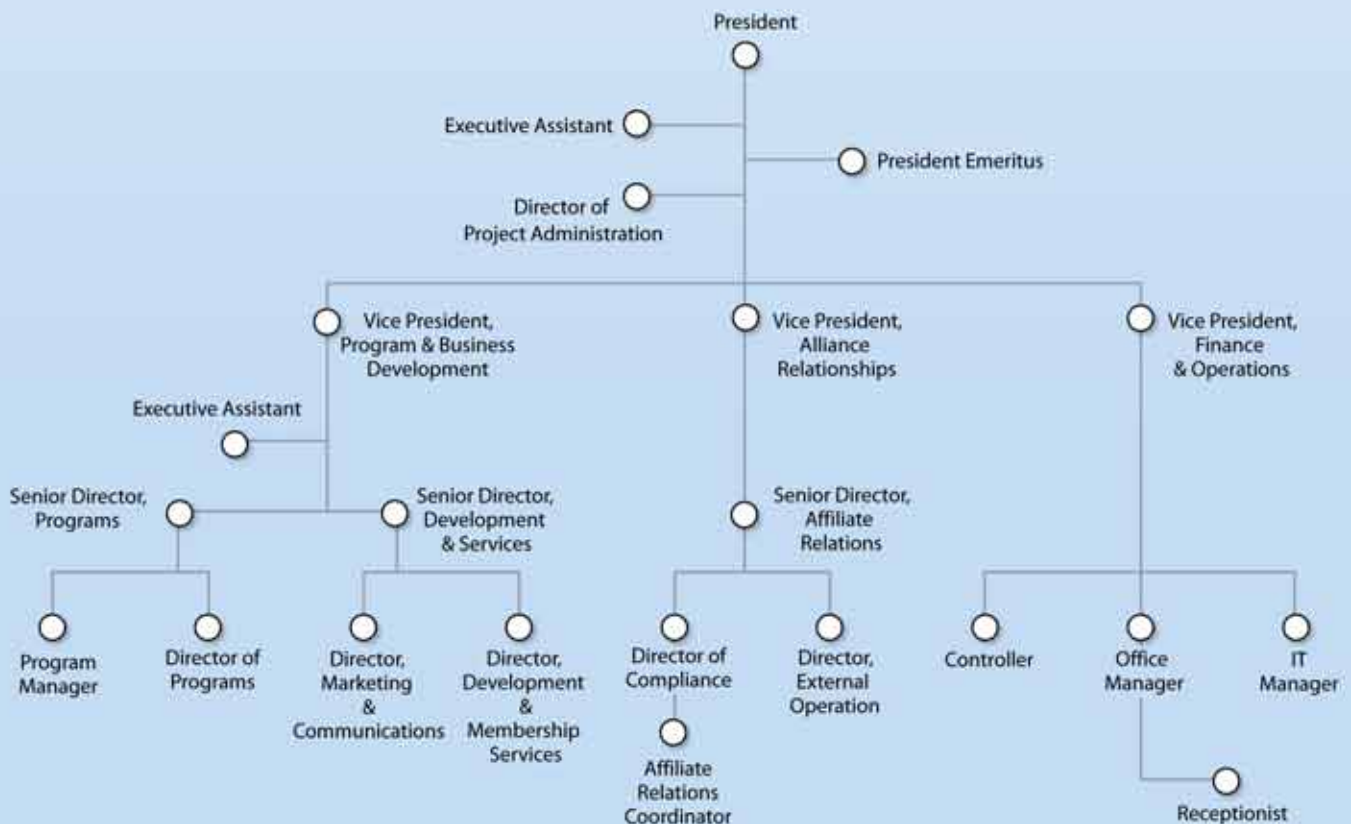 President
Executive Assistant
President Emeritus
Director of
Project Administration
Vice President,
Program & Business
Development
Vice President,
Alliance
Relationships
Vice President,
Finance
& Operations
Executive Assistant
Senior Director,
Programs
Senior Director,
Development
& Services
Senior Director,
Affiliate
Relations
Program
Manager
Director of
Programs
Director,
Marketing
&
Communications
Director,
Development
&
Membership
Services
Director of
Compliance
Director,
External
Operation
Controller
Office
Manager
IT
Manager
Affiliate
Relations
Coordinator
Receptionist